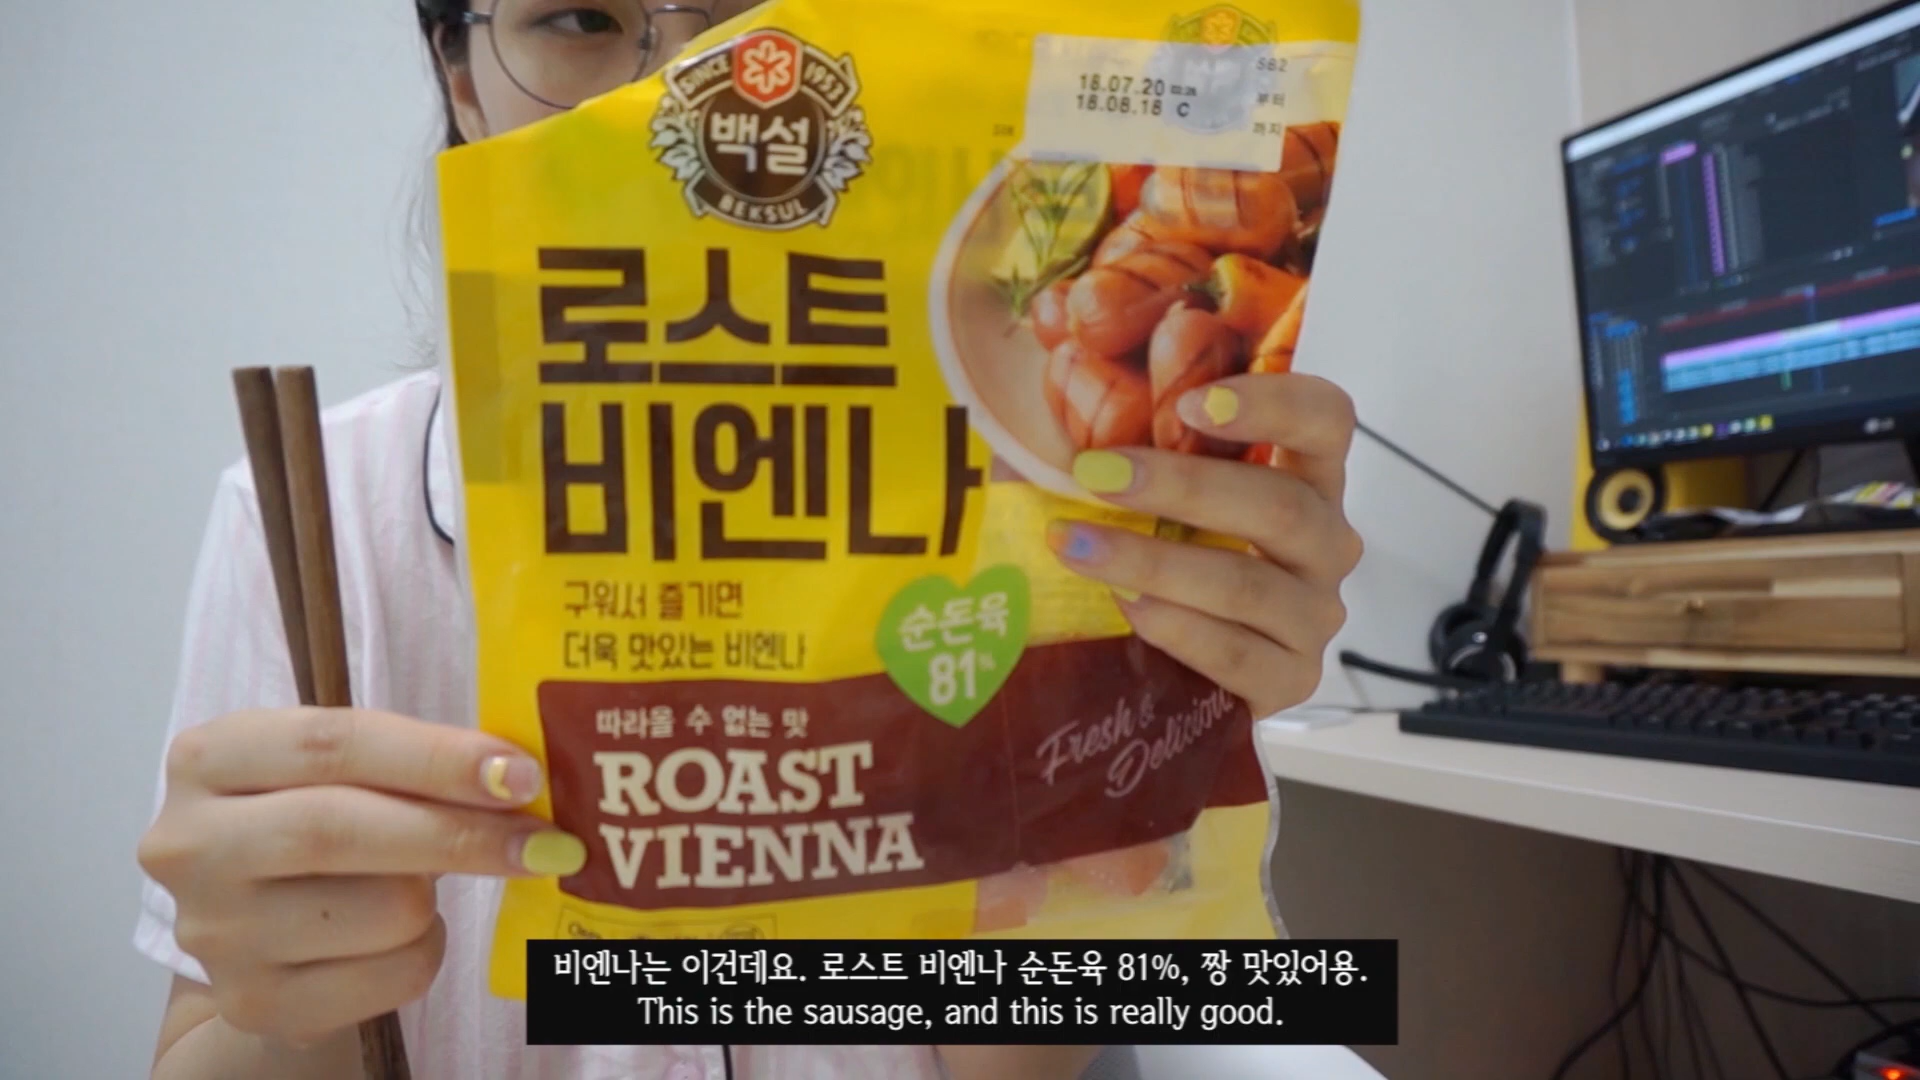 SINCE 1953
백설
BEKSUL
18.07.20
18.08.18 C
SB2
부터
까지
로스트
비엔나
구워서 즐기면
더욱 맛있는 비엔나
순돈육
81%
따라올 수 없는 맛
ROAST
VIENNA
Fresh &
Delicious
비엔나는 이건데요. 로스트 비엔나 순돈육 81%, 짱 맛있어용.
This is the sausage, and this is really good.